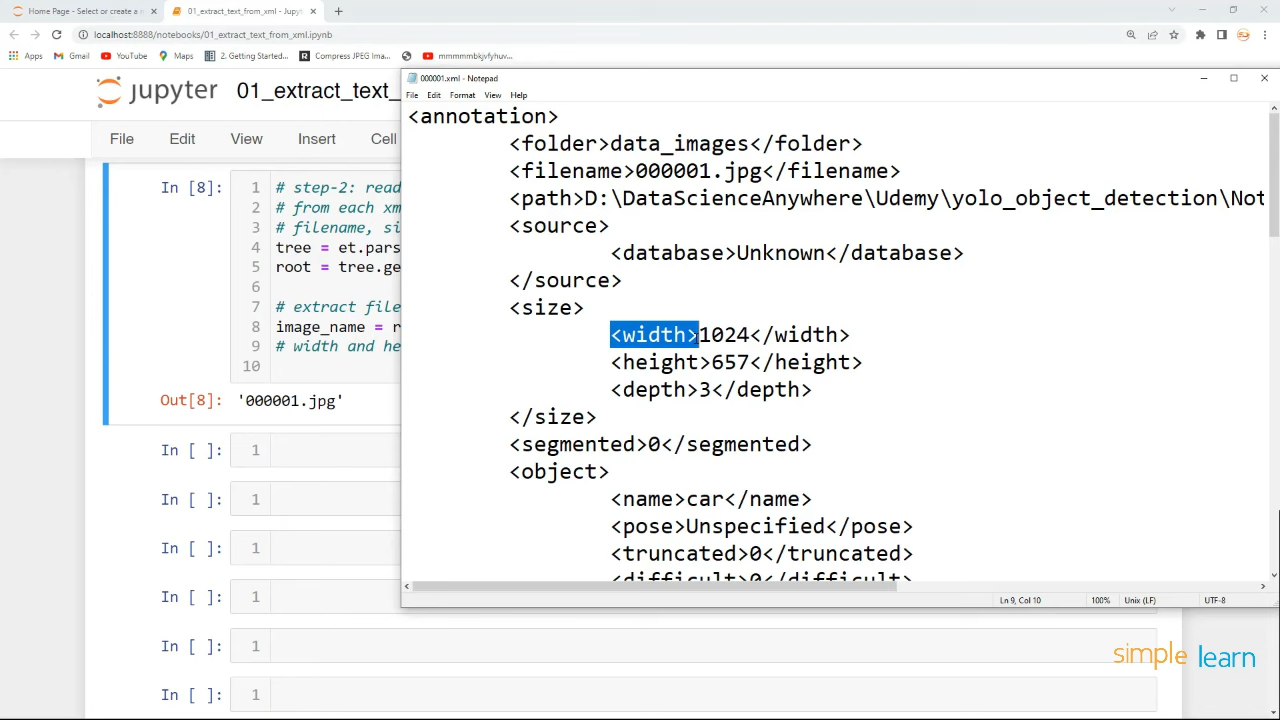 Home Page - Select or create a n
01_extract_text_from_xml - Jupyt
localhost:8888/notebooks/01_extract_text_from_xml.ipynb
Apps
Gmail
YouTube
Maps
2. Getting Started...
Compress JPEG Ima...
mmmmmbkjvfyhuv...
jupyter 01_extract_text_
File Edit View Insert Cell
000001.xml - Notepad
File Edit Format View Help
In [8]:
1 # step-2: read
2 # from each xm
3 # filename, si
4 tree = et.pars
5 root = tree.ge
6
7 # extract file
8 image_name = r
9 # width and he
10
Out[8]: '000001.jpg'
In [ ]: 1
In [ ]: 1
In [ ]: 1
In [ ]: 1
In [ ]: 1
In [ ]: 1
<annotation>
<folder>data_images</folder>
<filename>000001.jpg</filename>
<path>D:\DataScienceAnywhere\Udemy\yolo_object_detection\Not
<source>
<database>Unknown</database>
</source>
<size>
<width>1024</width>
<height>657</height>
<depth>3</depth>
</size>
<segmented>0</segmented>
<object>
<name>car</name>
<pose>Unspecified</pose>
<truncated>0</truncated>
<difficult>0</difficult>
Ln 9, Col 10 100% Unix (LF) UTF-8
simplelearn